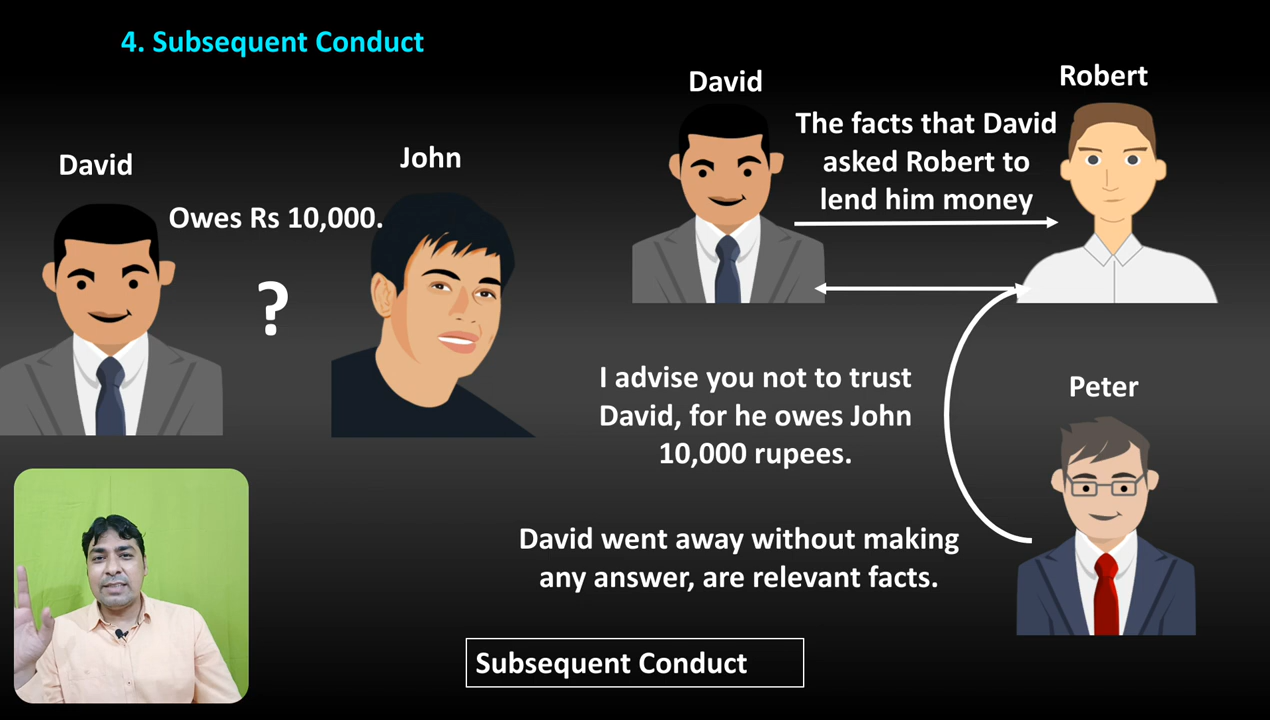 4. Subsequent Conduct
David
John
Owes Rs 10,000.
?
David
Robert
The facts that David
asked Robert to
lend him money
I advise you not to trust
David, for he owes John
10,000 rupees.
Peter
David went away without making
any answer, are relevant facts.
Subsequent Conduct